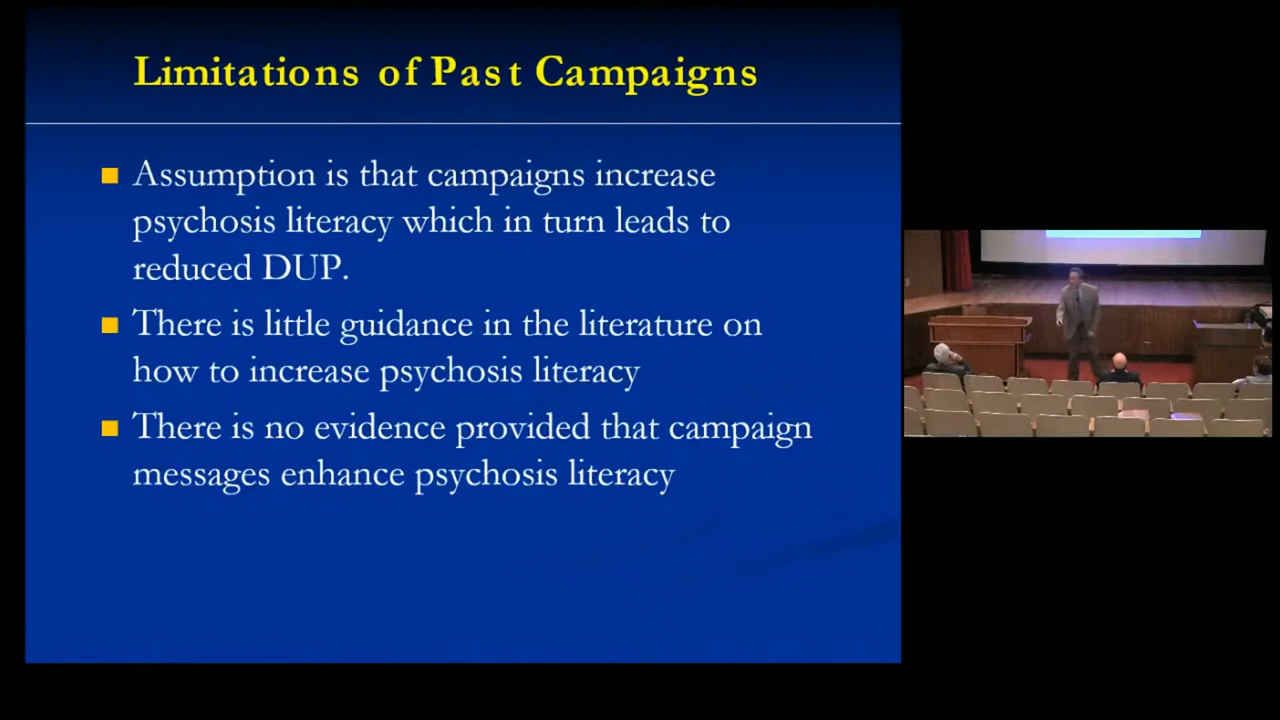 Limitations of Past Campaigns
Assumption is that campaigns increase
psychosis literacy which in turn leads to
reduced DUP.
There is little guidance in the literature on
how to increase psychosis literacy
There is no evidence provided that campaign
messages enhance psychosis literacy